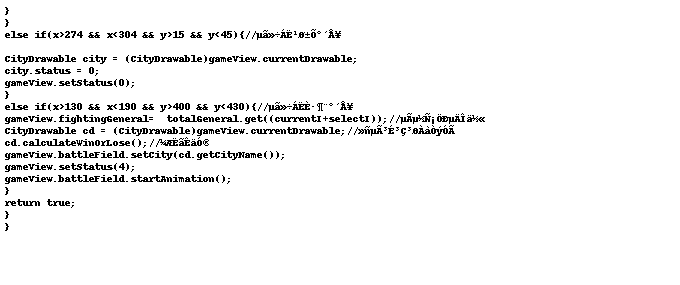 }
}
else if(x>274 && x<304 && y>15 && y<45){//µã»÷ÁË¹Ø±Õ°´Å¥
CityDrawable city = (CityDrawable)gameView.currentDrawable;
city.status = 0;
gameView.setStatus(0);
}
else if(x>130 && x<190 && y>400 && y<430){//µã»÷ÁËÈ·¶¨°´Å¥
gameView.fightingGeneral= totalGeneral.get((currentI+selectI));//µÃµ½Ñ¡ÖÐµÄÎä½«
CityDrawable cd = (CityDrawable)gameView.currentDrawable;
cd.calculateWinOrLose();//¼ÆËãÊäÓ®
gameView.battleField.setCity(cd.getCityName());
gameView.setStatus(4);
gameView.battleField.startAnimation();
}
return true;
}
}